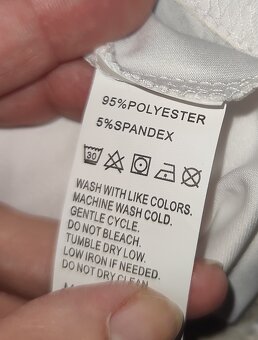 95%POLYESTER
5%SPANDEX
30
WASH WITH LIKE COLORS.
MACHINE WASH COLD.
GENTLE CYCLE.
DO NOT BLEACH.
TUMBLE DRY LOW.
LOW IRON IF NEEDED.
DO NOT DRY CLEAN.